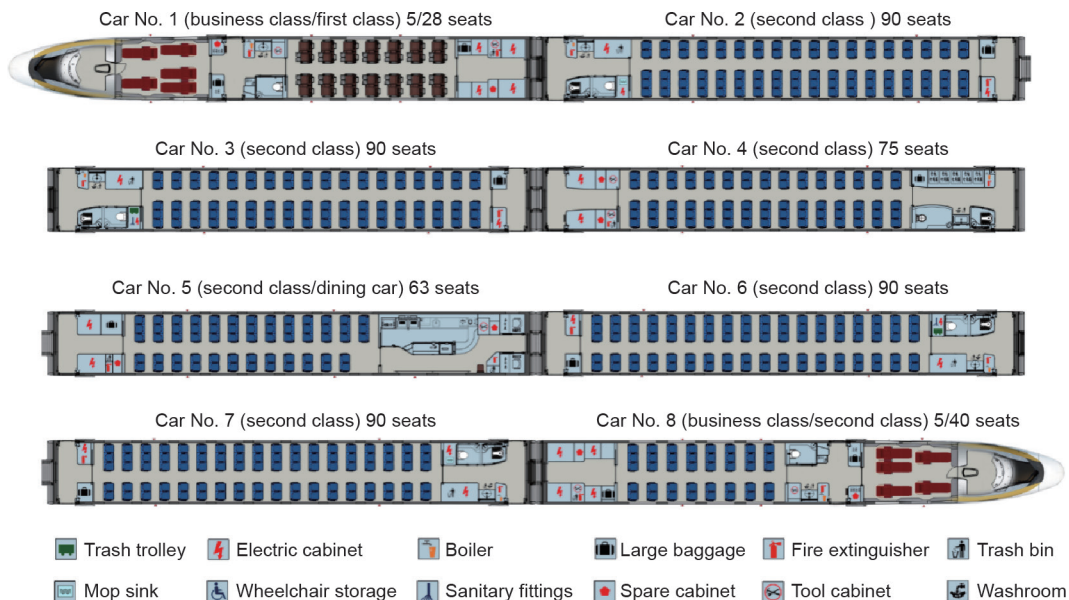 Car No. 1 (business class/first class) 5/28 seats
Car No. 2 (second class ) 90 seats
Car No. 3 (second class) 90 seats
Car No. 4 (second class) 75 seats
Car No. 5 (second class/dining car) 63 seats
Car No. 6 (second class) 90 seats
Car No. 7 (second class) 90 seats
Car No. 8 (business class/second class) 5/40 seats
Trash trolley
Electric cabinet
Boiler
Large baggage
Fire extinguisher
Trash bin
Mop sink
Wheelchair storage
Sanitary fittings
Spare cabinet
Tool cabinet
Washroom